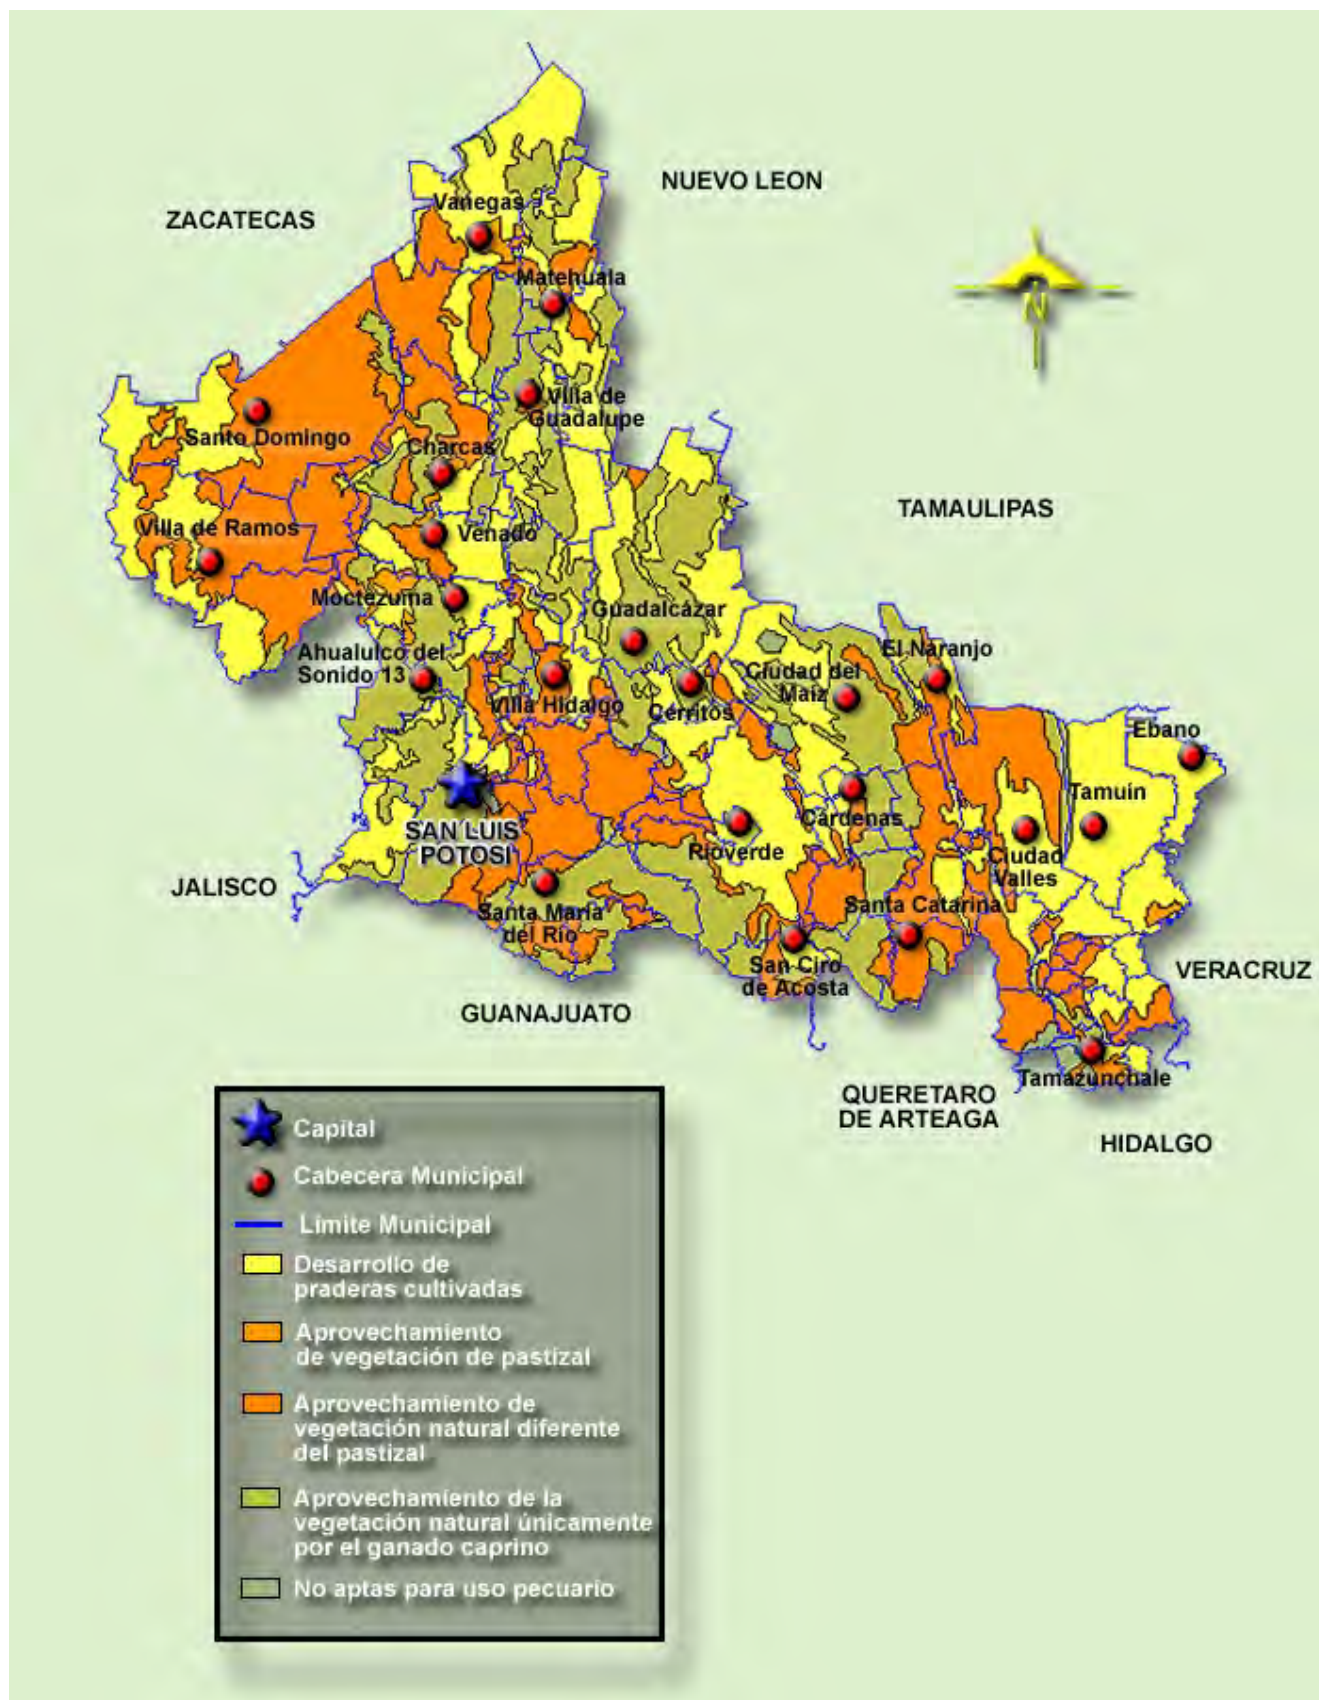 NUEVO LEON
ZACATECAS
Vanegas
Matehuala
Villa de
Guadalupe
Santo Domingo
Charcas
TAMAULIPAS
Villa de Ramos
Venado
Moctezuma
Guadalcázar
Ahualulco del
Sonido 13
El Naranjo
Ciudad del
Maíz
Villa Hidalgo
Cerritos
Ebano
Tamuín
SAN LUIS
POTOSI
Cárdenas
Rioverde
Ciudad
Valles
JALISCO
Santa María
del Río
Santa Catarina
San Ciro
de Acosta
VERACRUZ
GUANAJUATO
Tamazunchale
QUERETARO
DE ARTEAGA
HIDALGO
N
Capital
Cabecera Municipal
Límite Municipal
Desarrollo de
praderas cultivadas
Aprovechamiento
de vegetación de pastizal
Aprovechamiento de
vegetación natural diferente
del pastizal
Aprovechamiento de la
vegetación natural únicamente
por el ganado caprino
No aptas para uso pecuario